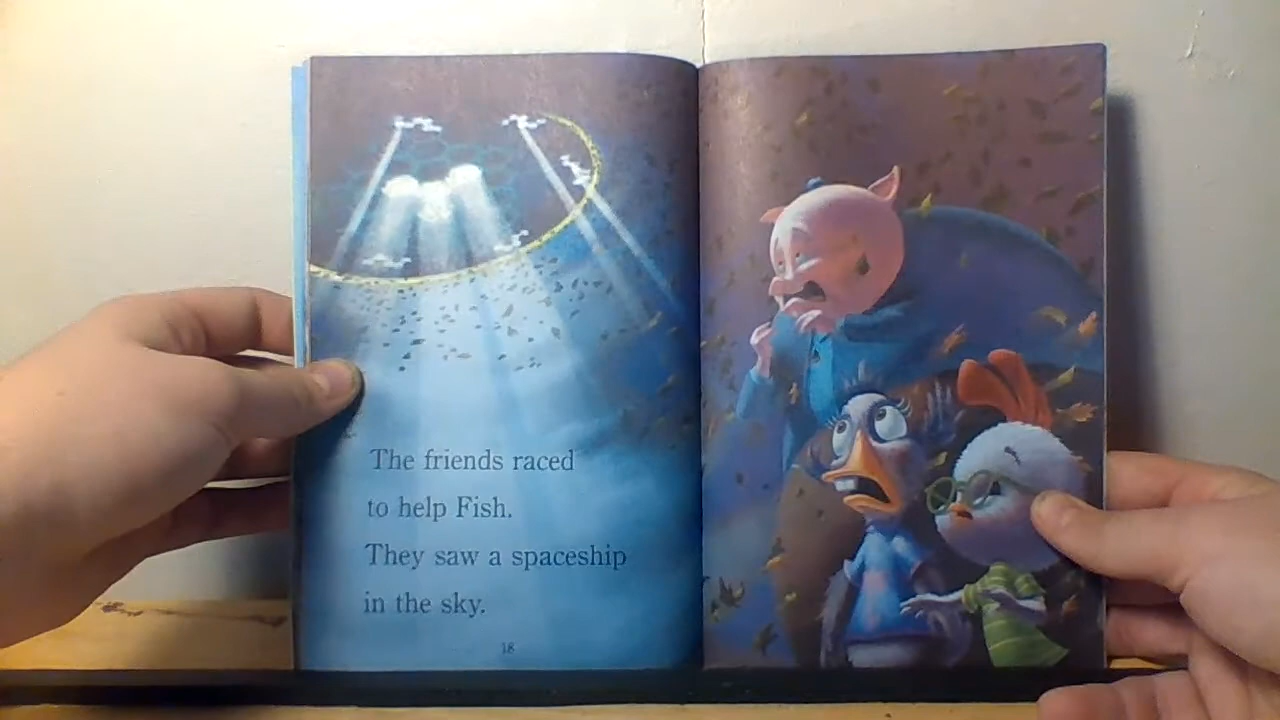 The friends raced
to help Fish.
They saw a spaceship
in the sky.
18